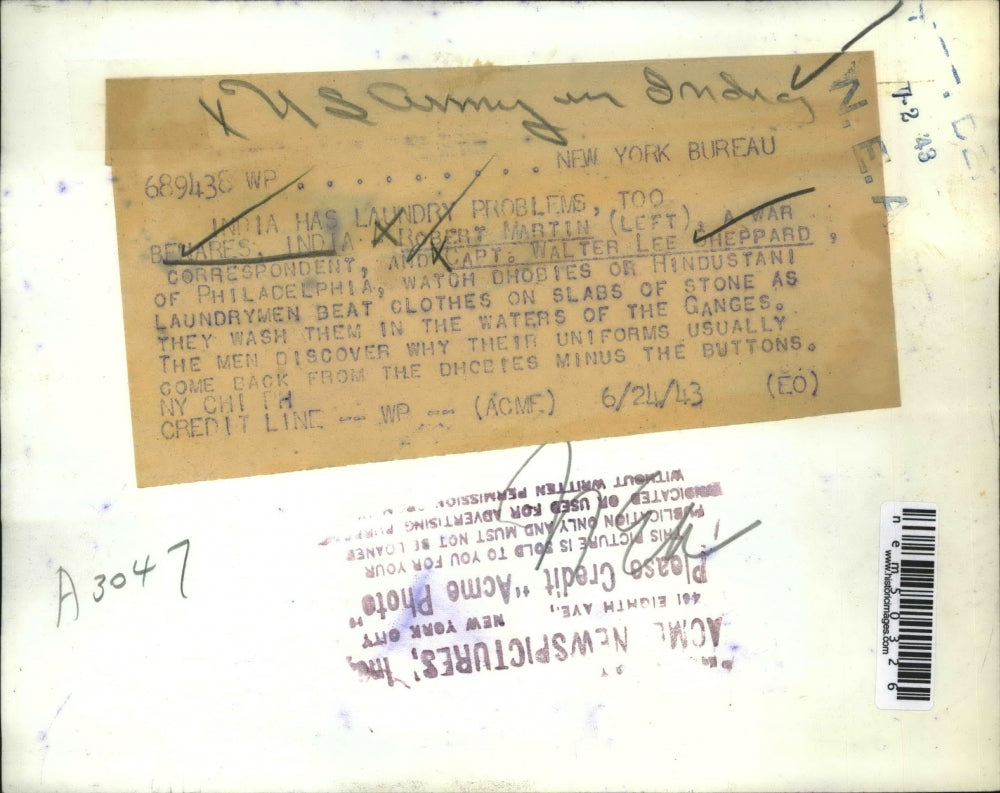 x US Army in India
689438 WP . . . . . . . . . . NEW YORK BUREAU
INDIA HAS LAUNDRY PROBLEMS, TOO
BENARES, INDIA -- ROBERT MARTIN (LEFT), A WAR
CORRESPONDENT, AND CAPT. WALTER LEE SHEPPARD,
OF PHILADELPHIA, WATCH DHOBIES OR HINDUSTANI
LAUNDRYMEN BEAT CLOTHES ON SLABS OF STONE AS
THEY WASH THEM IN THE WATERS OF THE GANGES.
THE MEN DISCOVER WHY THEIR UNIFORMS USUALLY
COME BACK FROM THE DHOBIES MINUS THE BUTTONS.
NY CHI PH
CREDIT LINE -- WP -- (ACME) 6/24/43 (EO)
N.E.A
7-2 '43
A3047
ACME NEWSPICTURES, Inc.
461 EIGHTH AVE., NEW YORK CITY
Please Credit "Acme Photo"
THIS PICTURE IS SOLD TO YOU FOR YOUR
PUBLICATION ONLY AND MUST NOT BE LOANED
SYNDICATED OR USED FOR ADVERTISING
WITHOUT WRITTEN PERMISSION
www.historicimages.com
nem50326